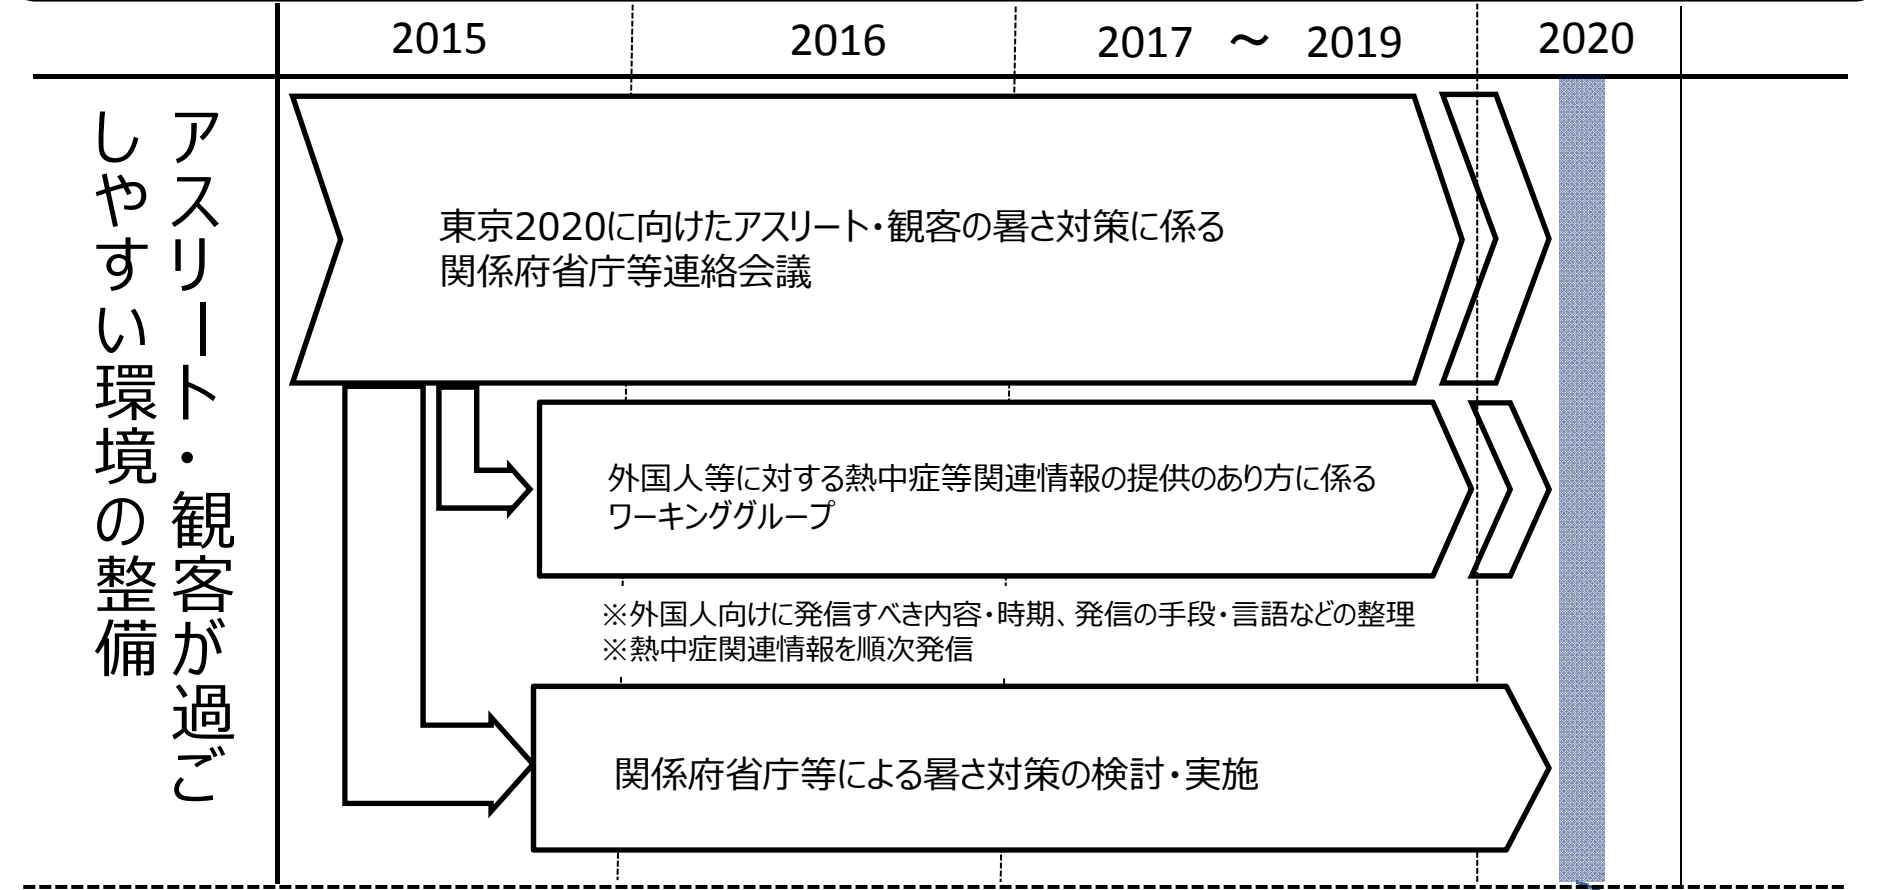 2015 2016 2017 ～ 2019 2020
アスリート・観客が過ご
しやすい環境の整備
東京2020に向けたアスリート・観客の暑さ対策に係る
関係府省庁等連絡会議
外国人等に対する熱中症等関連情報の提供のあり方に係る
ワーキンググループ
※外国人向けに発信すべき内容・時期、発信の手段・言語などの整理
※熱中症関連情報を順次発信
関係府省庁等による暑さ対策の検討・実施